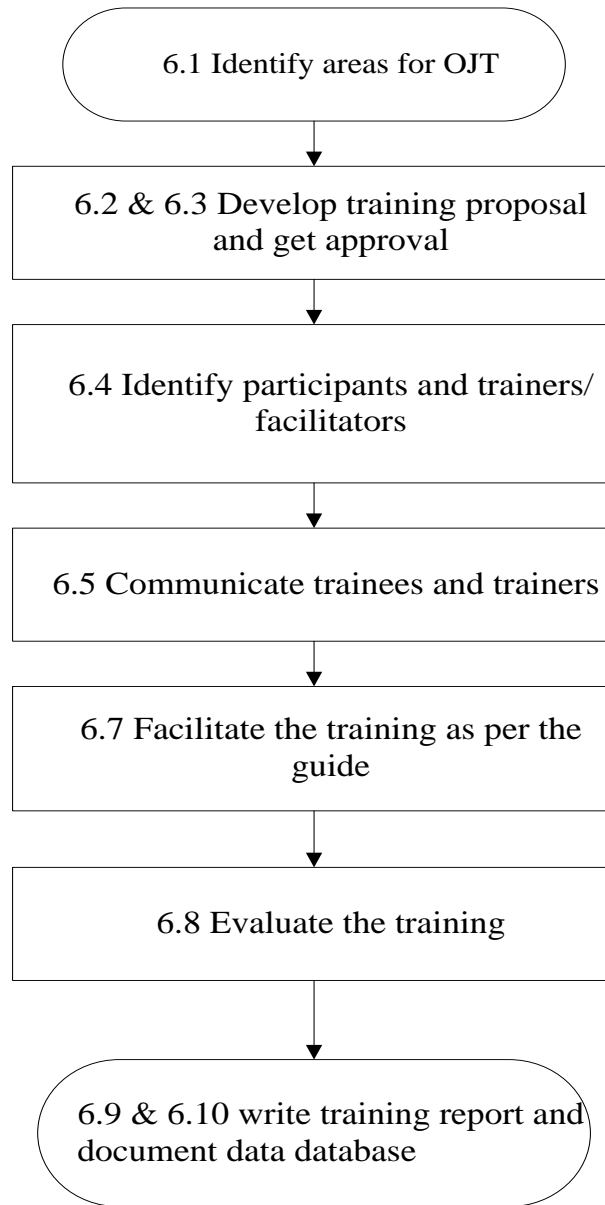 6.1 Identify areas for OJT
6.2 & 6.3 Develop training proposal
and get approval
6.4 Identify participants and trainers/
facilitators
6.5 Communicate trainees and trainers
6.7 Facilitate the training as per the
guide
6.8 Evaluate the training
6.9 & 6.10 write training report and
document data database